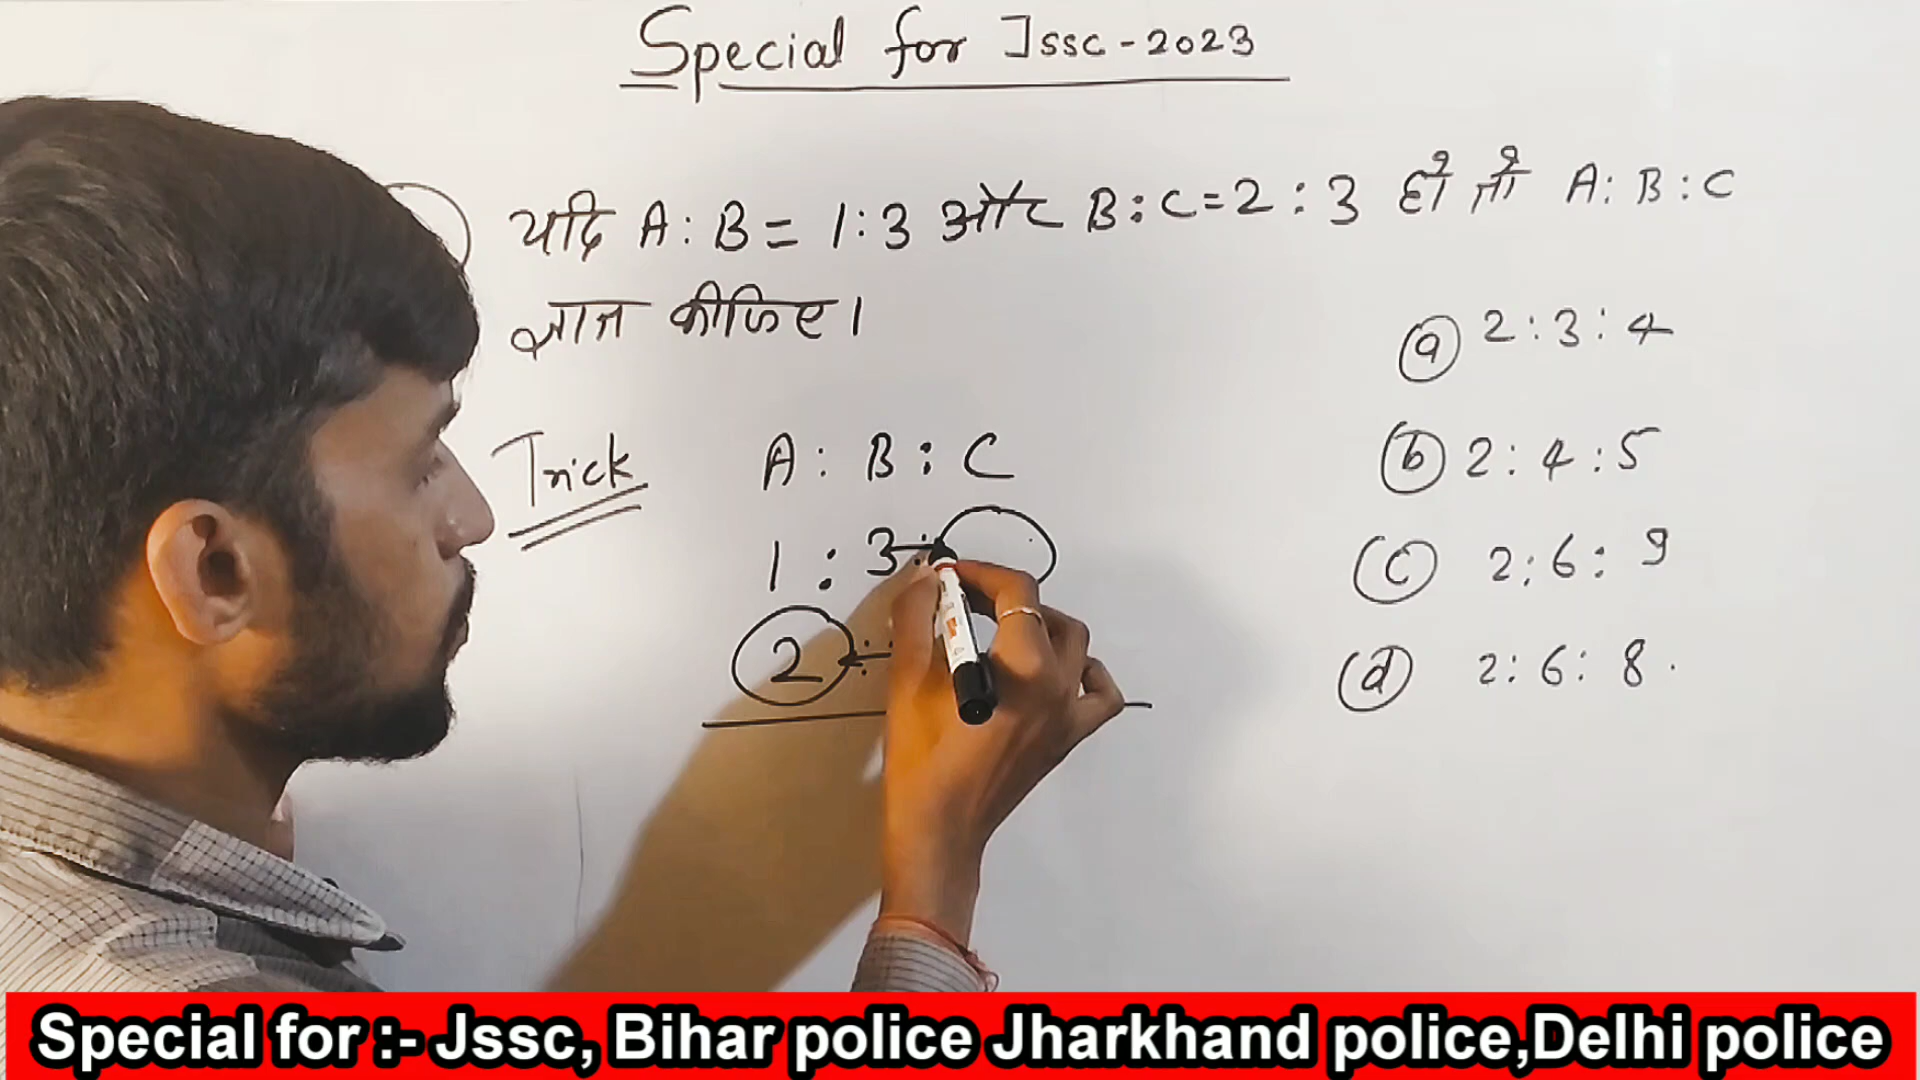 Special for Jssc - 2023
यदि A : B = 1 : 3 और B : C = 2 : 3 हो तो A : B : C
ज्ञात कीजिए।
ⓐ 2 : 3 : 4
ⓑ 2 : 4 : 5
ⓒ 2 : 6 : 9
ⓓ 2 : 6 : 8 .
Trick
A : B : C
1 : 3 :
2 :
Special for :- Jssc, Bihar police Jharkhand police,Delhi police